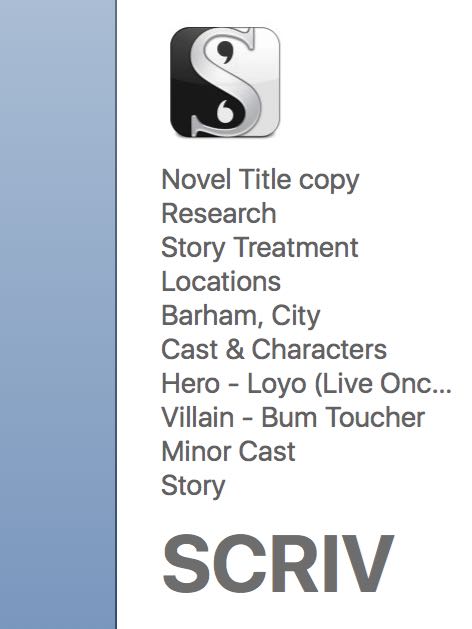 Novel Title copy
Research
Story Treatment
Locations
Barham, City
Cast & Characters
Hero - Loyo (Live Onc...
Villain - Bum Toucher
Minor Cast
Story
SCRIV